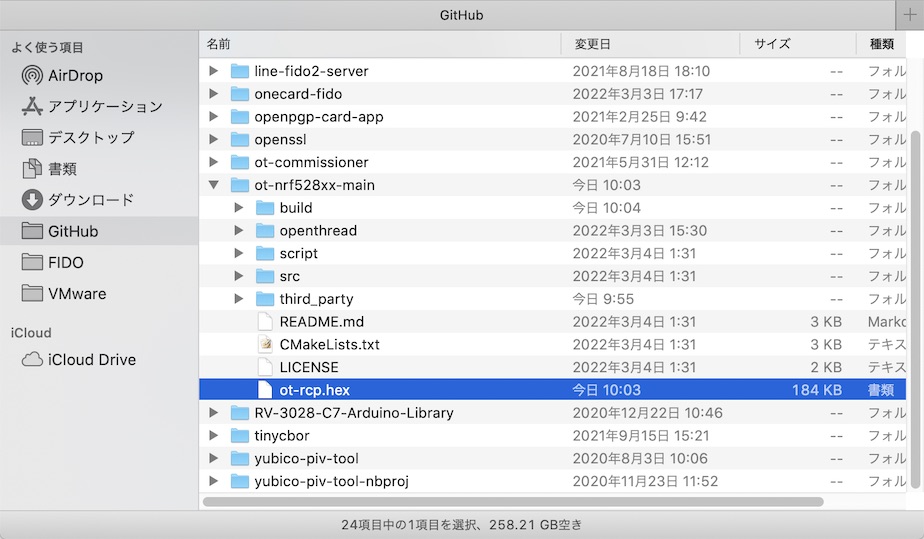 GitHub
よく使う項目
AirDrop
アプリケーション
デスクトップ
書類
ダウンロード
GitHub
FIDO
VMware
iCloud
iCloud Drive
名前 変更日 サイズ 種類
line-fido2-server 2021年8月18日 18:10 -- フォル
onecard-fido 2022年3月3日 17:17 -- フォル
openpgp-card-app 2021年2月25日 9:42 -- フォル
openssl 2020年7月10日 15:51 -- フォル
ot-commissioner 2021年5月31日 12:12 -- フォル
ot-nrf528xx-main 今日 10:03 -- フォル
build 今日 10:04 -- フォル
openthread 2022年3月3日 15:30 -- フォル
script 2022年3月4日 1:31 -- フォル
src 2022年3月4日 1:31 -- フォル
third_party 今日 9:55 -- フォル
README.md 2022年3月4日 1:31 3 KB Marko
CMakeLists.txt 2022年3月4日 1:31 3 KB テキス
LICENSE 2022年3月4日 1:31 2 KB テキス
ot-rcp.hex 今日 10:03 184 KB 書類
RV-3028-C7-Arduino-Library 2020年12月22日 10:46 -- フォル
tinycbor 2021年9月15日 15:21 -- フォル
yubico-piv-tool 2020年8月3日 10:06 -- フォル
yubico-piv-tool-nbproj 2020年11月23日 11:52 -- フォル
24項目中の1項目を選択、258.21 GB空き